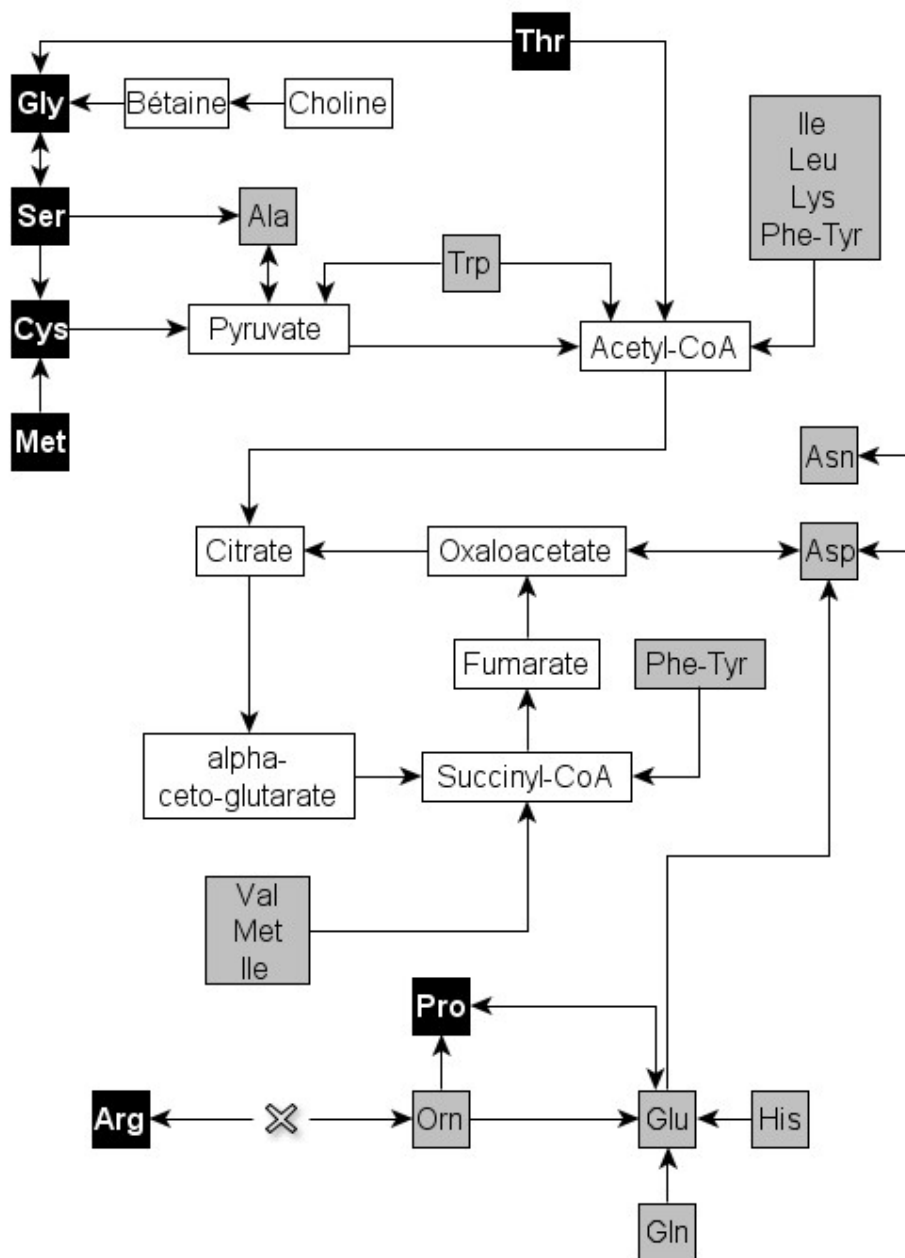 Thr
Gly
Bétaine
Choline
Ile
Leu
Lys
Phe-Tyr
Ser
Ala
Trp
Cys
Pyruvate
Acetyl-CoA
Met
Asn
Citrate
Oxaloacetate
Asp
Fumarate
Phe-Tyr
alpha-
ceto-glutarate
Succinyl-CoA
Val
Met
Ile
Pro
Arg
Orn
Glu
His
Gln